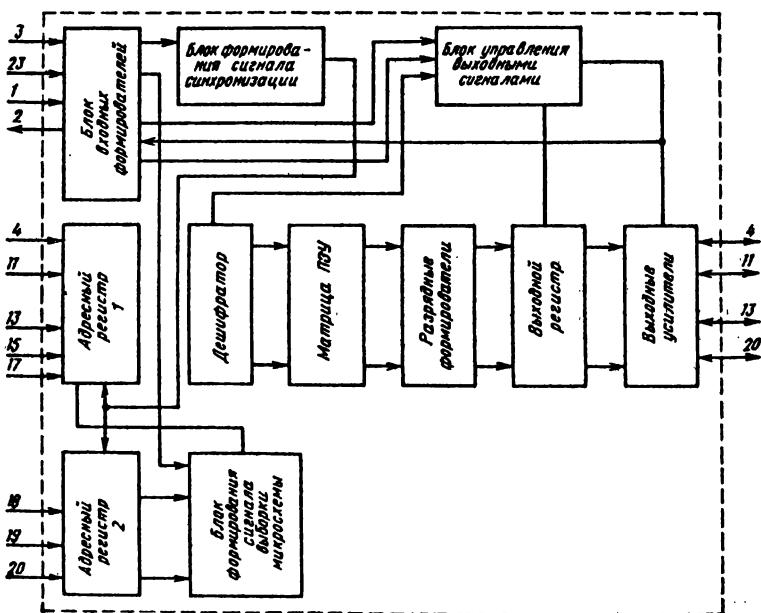 3
23
1
2
Блок
входных
формирователей
Блок формирова-
ния сигнала
синхронизации
Блок управления
выходными
сигналами
4
11
13
15
17
Адресный
регистр
1
Дешифратор
Матрица ПЗУ
Разрядные
формирователи
Выходной
регистр
Выходные
усилители
4
11
13
20
18
19
20
Адресный
регистр
2
Блок
формирования
сигнала
выборки
микросхемы